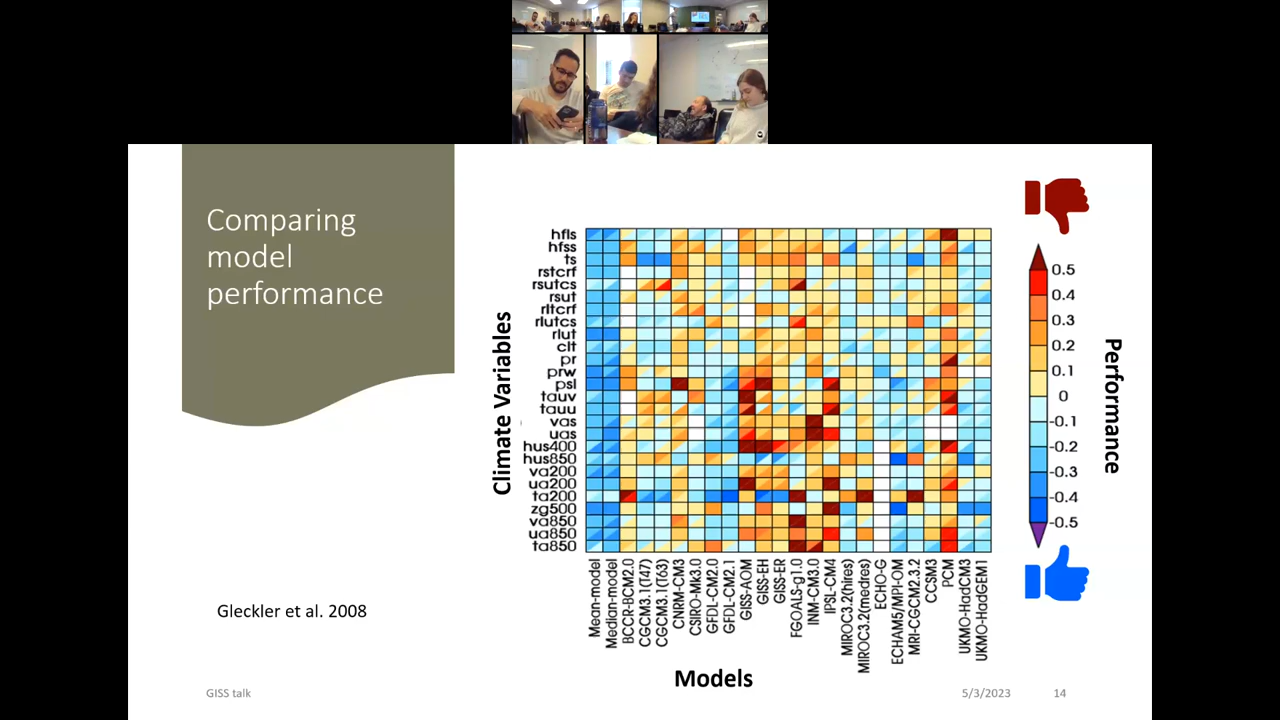 Comparing
model
performance
Gleckler et al. 2008
Climate Variables
hfls
hfss
ts
rstcrf
rsutcs
rsut
rltcrf
rlutcs
rlut
clt
pr
prw
psl
tauv
tauu
vas
uas
hus400
hus850
va200
ua200
ta200
zg500
va850
ua850
ta850
Mean-model
Median-model
BCCR-BCM2.0
CGCM3.1(T47)
CGCM3.1(T63)
CNRM-CM3
CSIRO-Mk3.0
GFDL-CM2.0
GFDL-CM2.1
GISS-AOM
GISS-EH
GISS-ER
FGOALS-g1.0
INM-CM3.0
IPSL-CM4
MIROC3.2(hires)
MIROC3.2(medres)
ECHO-G
ECHAM5/MPI-OM
MRI-CGCM2.3.2
CCSM3
PCM
UKMO-HadCM3
UKMO-HadGEM1
Models
0.5
0.4
0.3
0.2
0.1
0
-0.1
-0.2
-0.3
-0.4
-0.5
Performance
GISS talk
5/3/2023
14